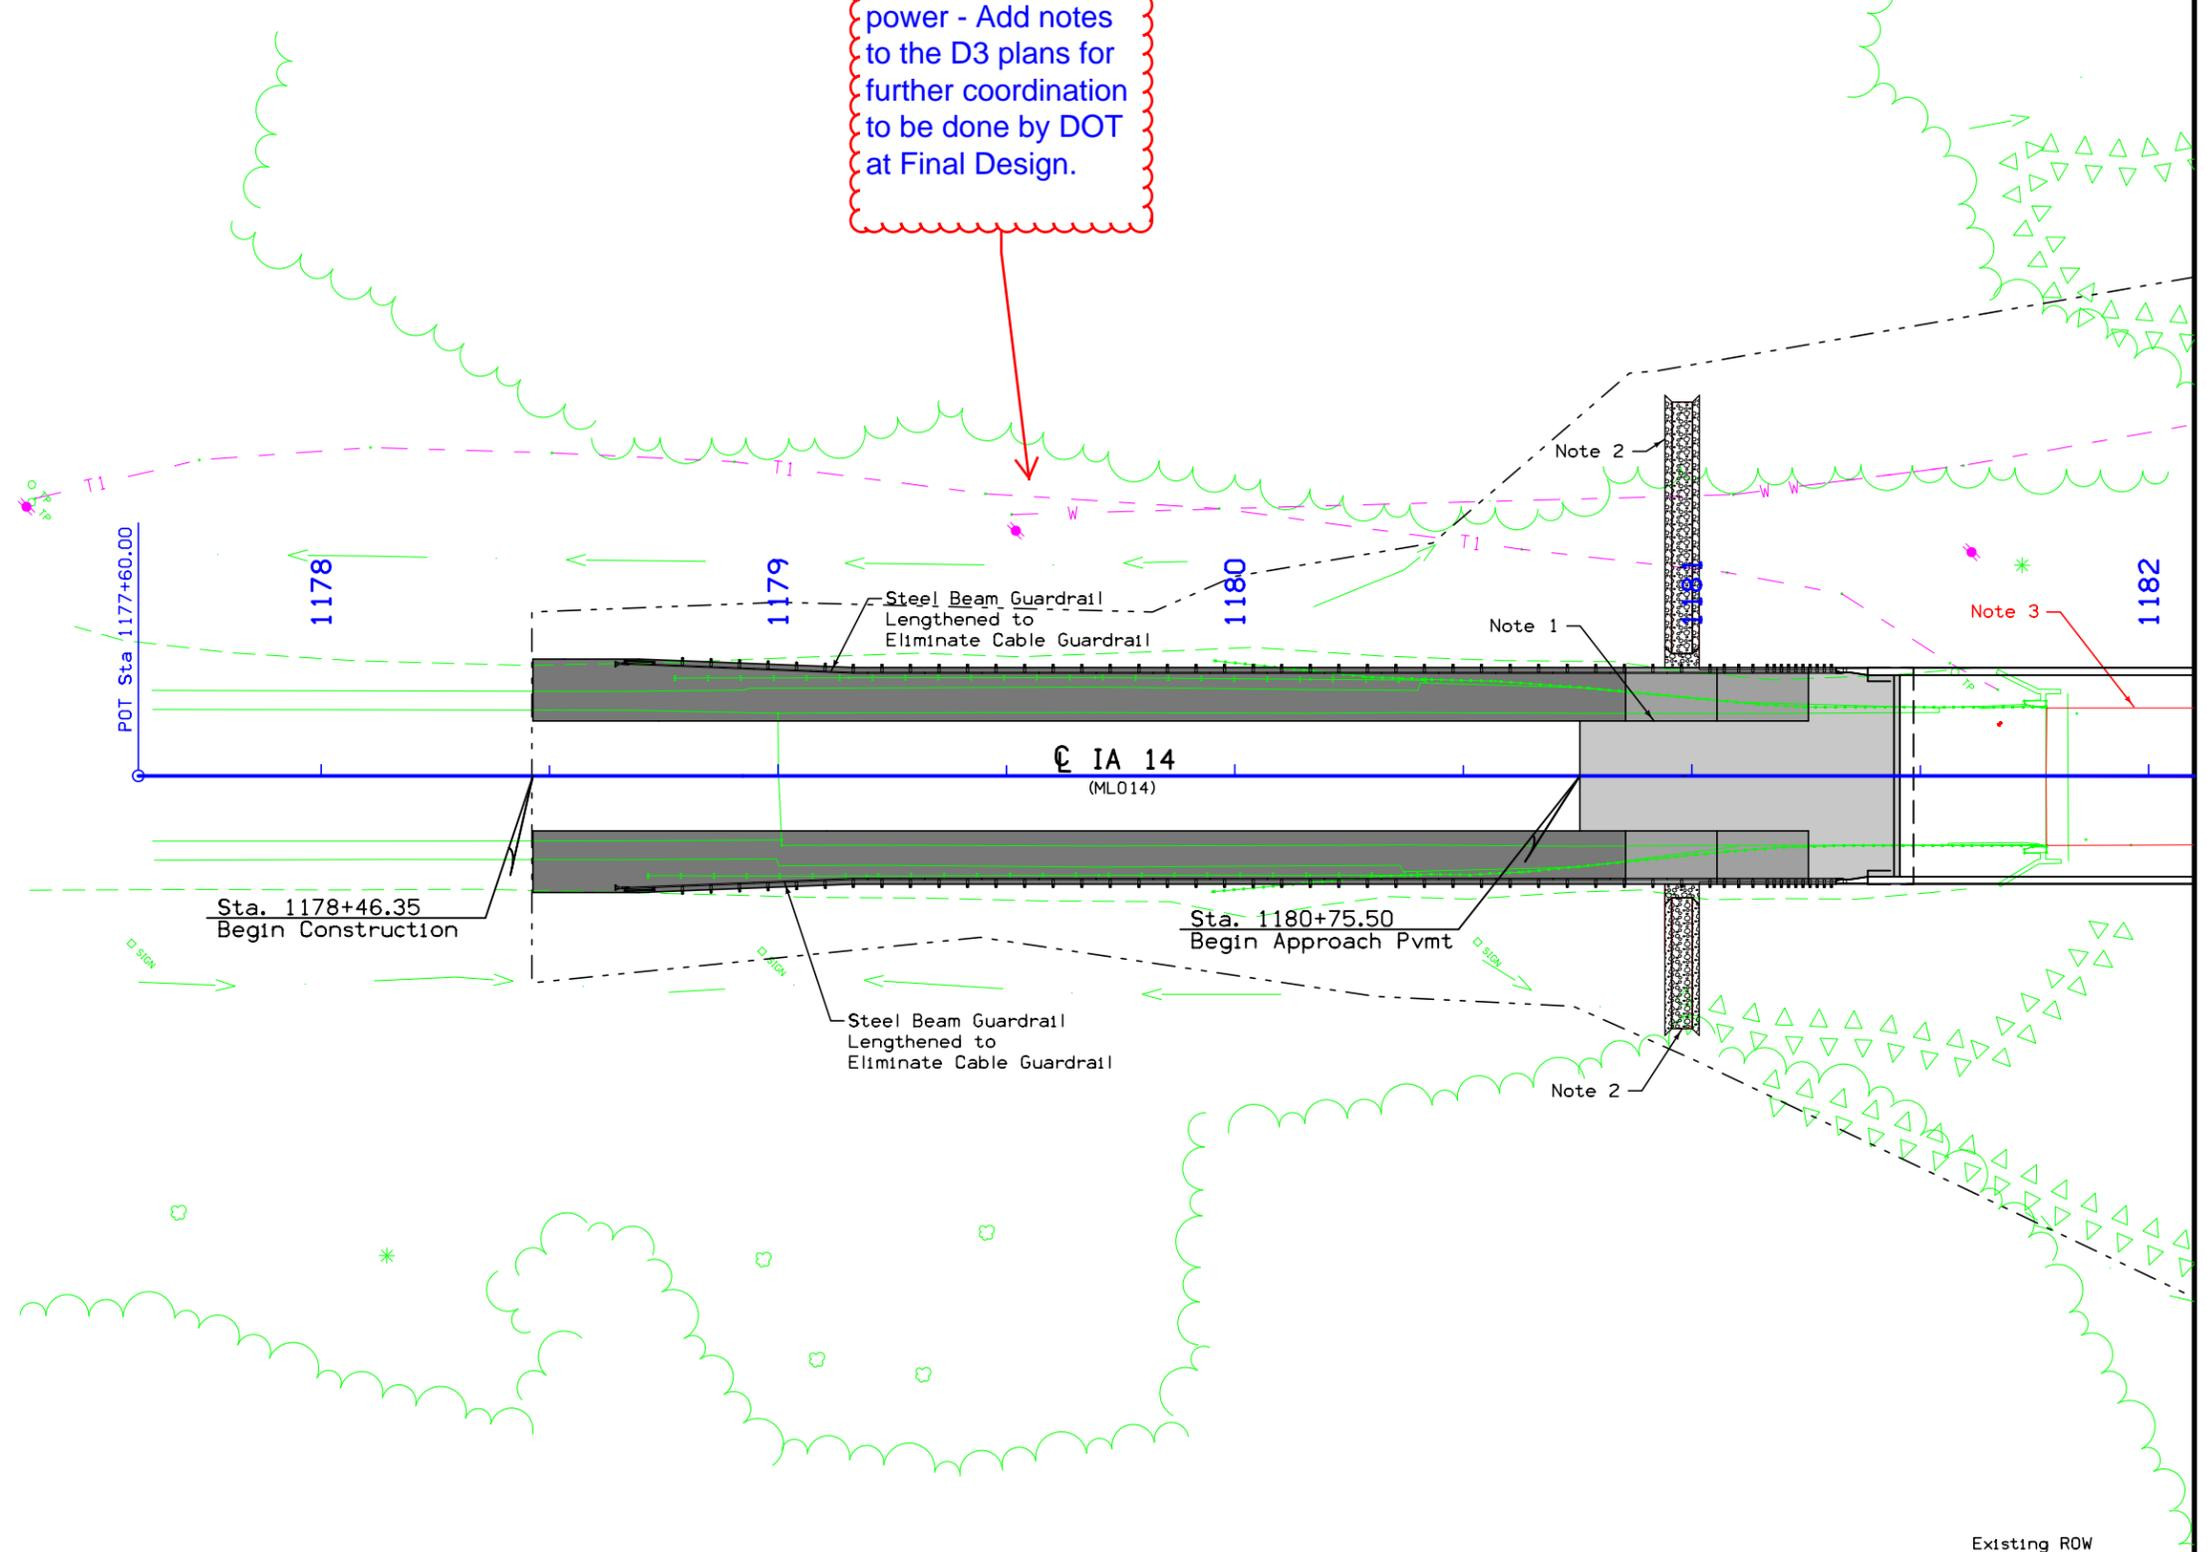 power - Add notes
to the D3 plans for
further coordination
to be done by DOT
at Final Design.
Note 2
T1
T1
W
W
W
T1
TP
TP
POT Sta 1177+60.00
1178
1179
1180
1181
1182
Steel Beam Guardrail
Lengthened to
Eliminate Cable Guardrail
Note 1
Note 3
TP
℄ IA 14
(ML014)
Sta. 1178+46.35
Begin Construction
Sta. 1180+75.50
Begin Approach Pvmt
SIGN
SIGN
SIGN
Steel Beam Guardrail
Lengthened to
Eliminate Cable Guardrail
Note 2
Existing ROW